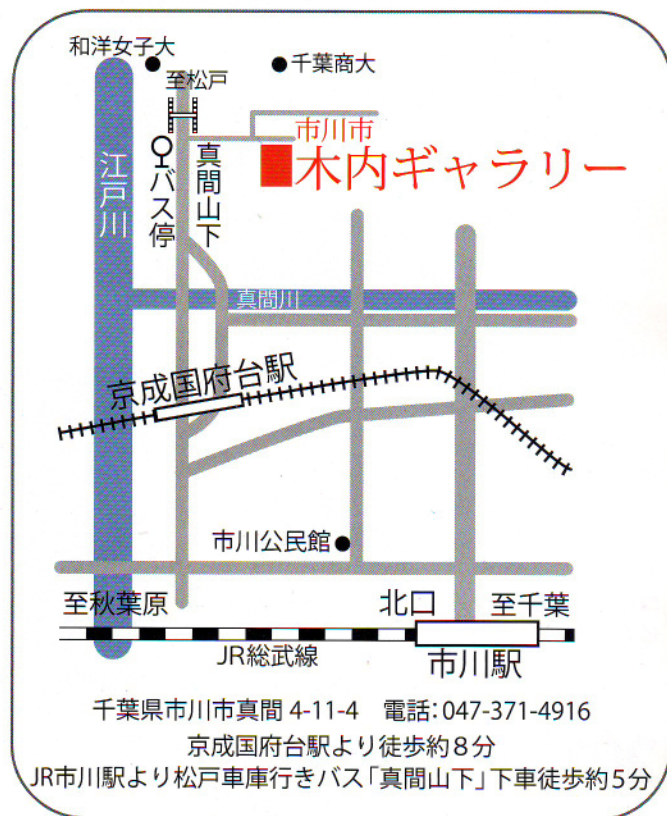 和洋女子大
千葉商大
至松戸
市川市
木内ギャラリー
真間山下
バス停
江戸川
真間川
京成国府台駅
市川公民館
至秋葉原
北口
至千葉
JR総武線
市川駅
千葉県市川市真間 4-11-4　電話：047-371-4916
京成国府台駅より徒歩約８分
JR市川駅より松戸車庫行きバス「真間山下」下車徒歩約５分